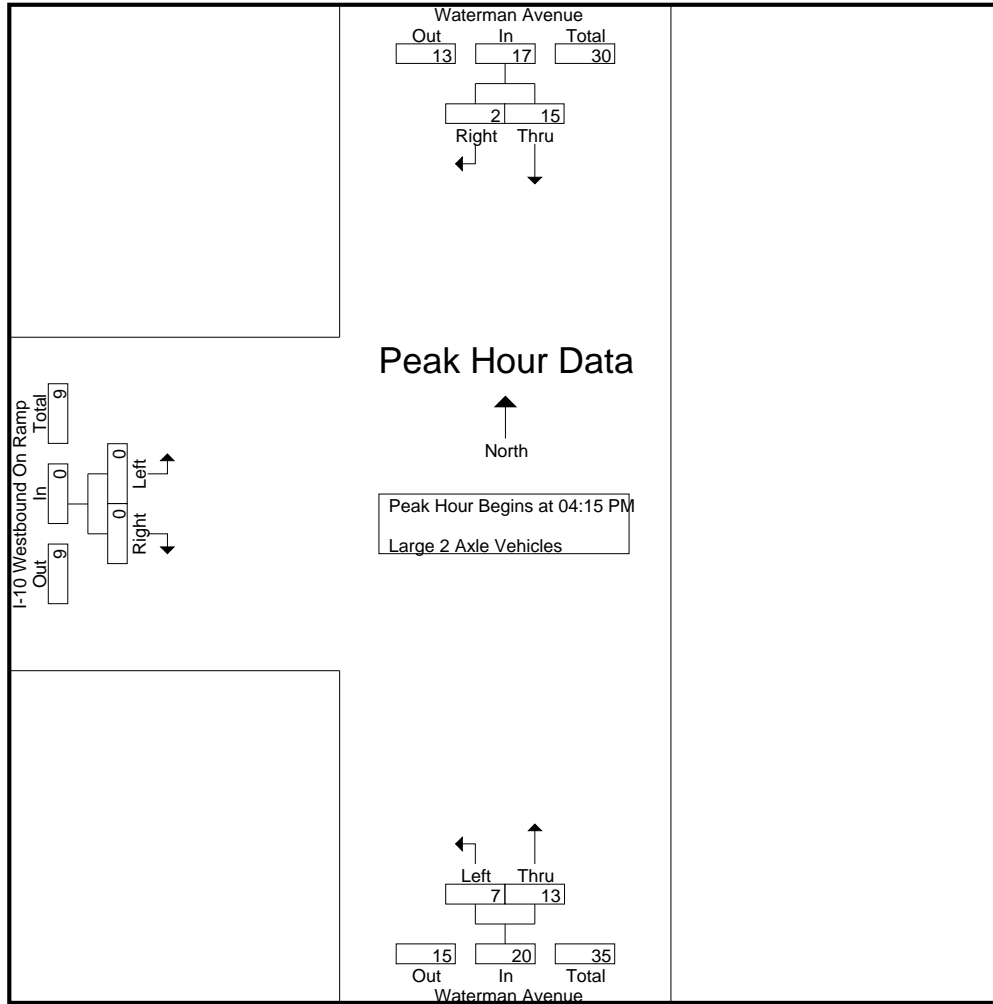 Waterman Avenue
Out In Total
13 17 30
2 15
Right Thru
Peak Hour Data
North
Peak Hour Begins at 04:15 PM
Large 2 Axle Vehicles
I-10 Westbound On Ramp
Out In Total
9 0 9
Right Left
0 0
Left Thru
7 13
15 20 35
Out In Total
Waterman Avenue